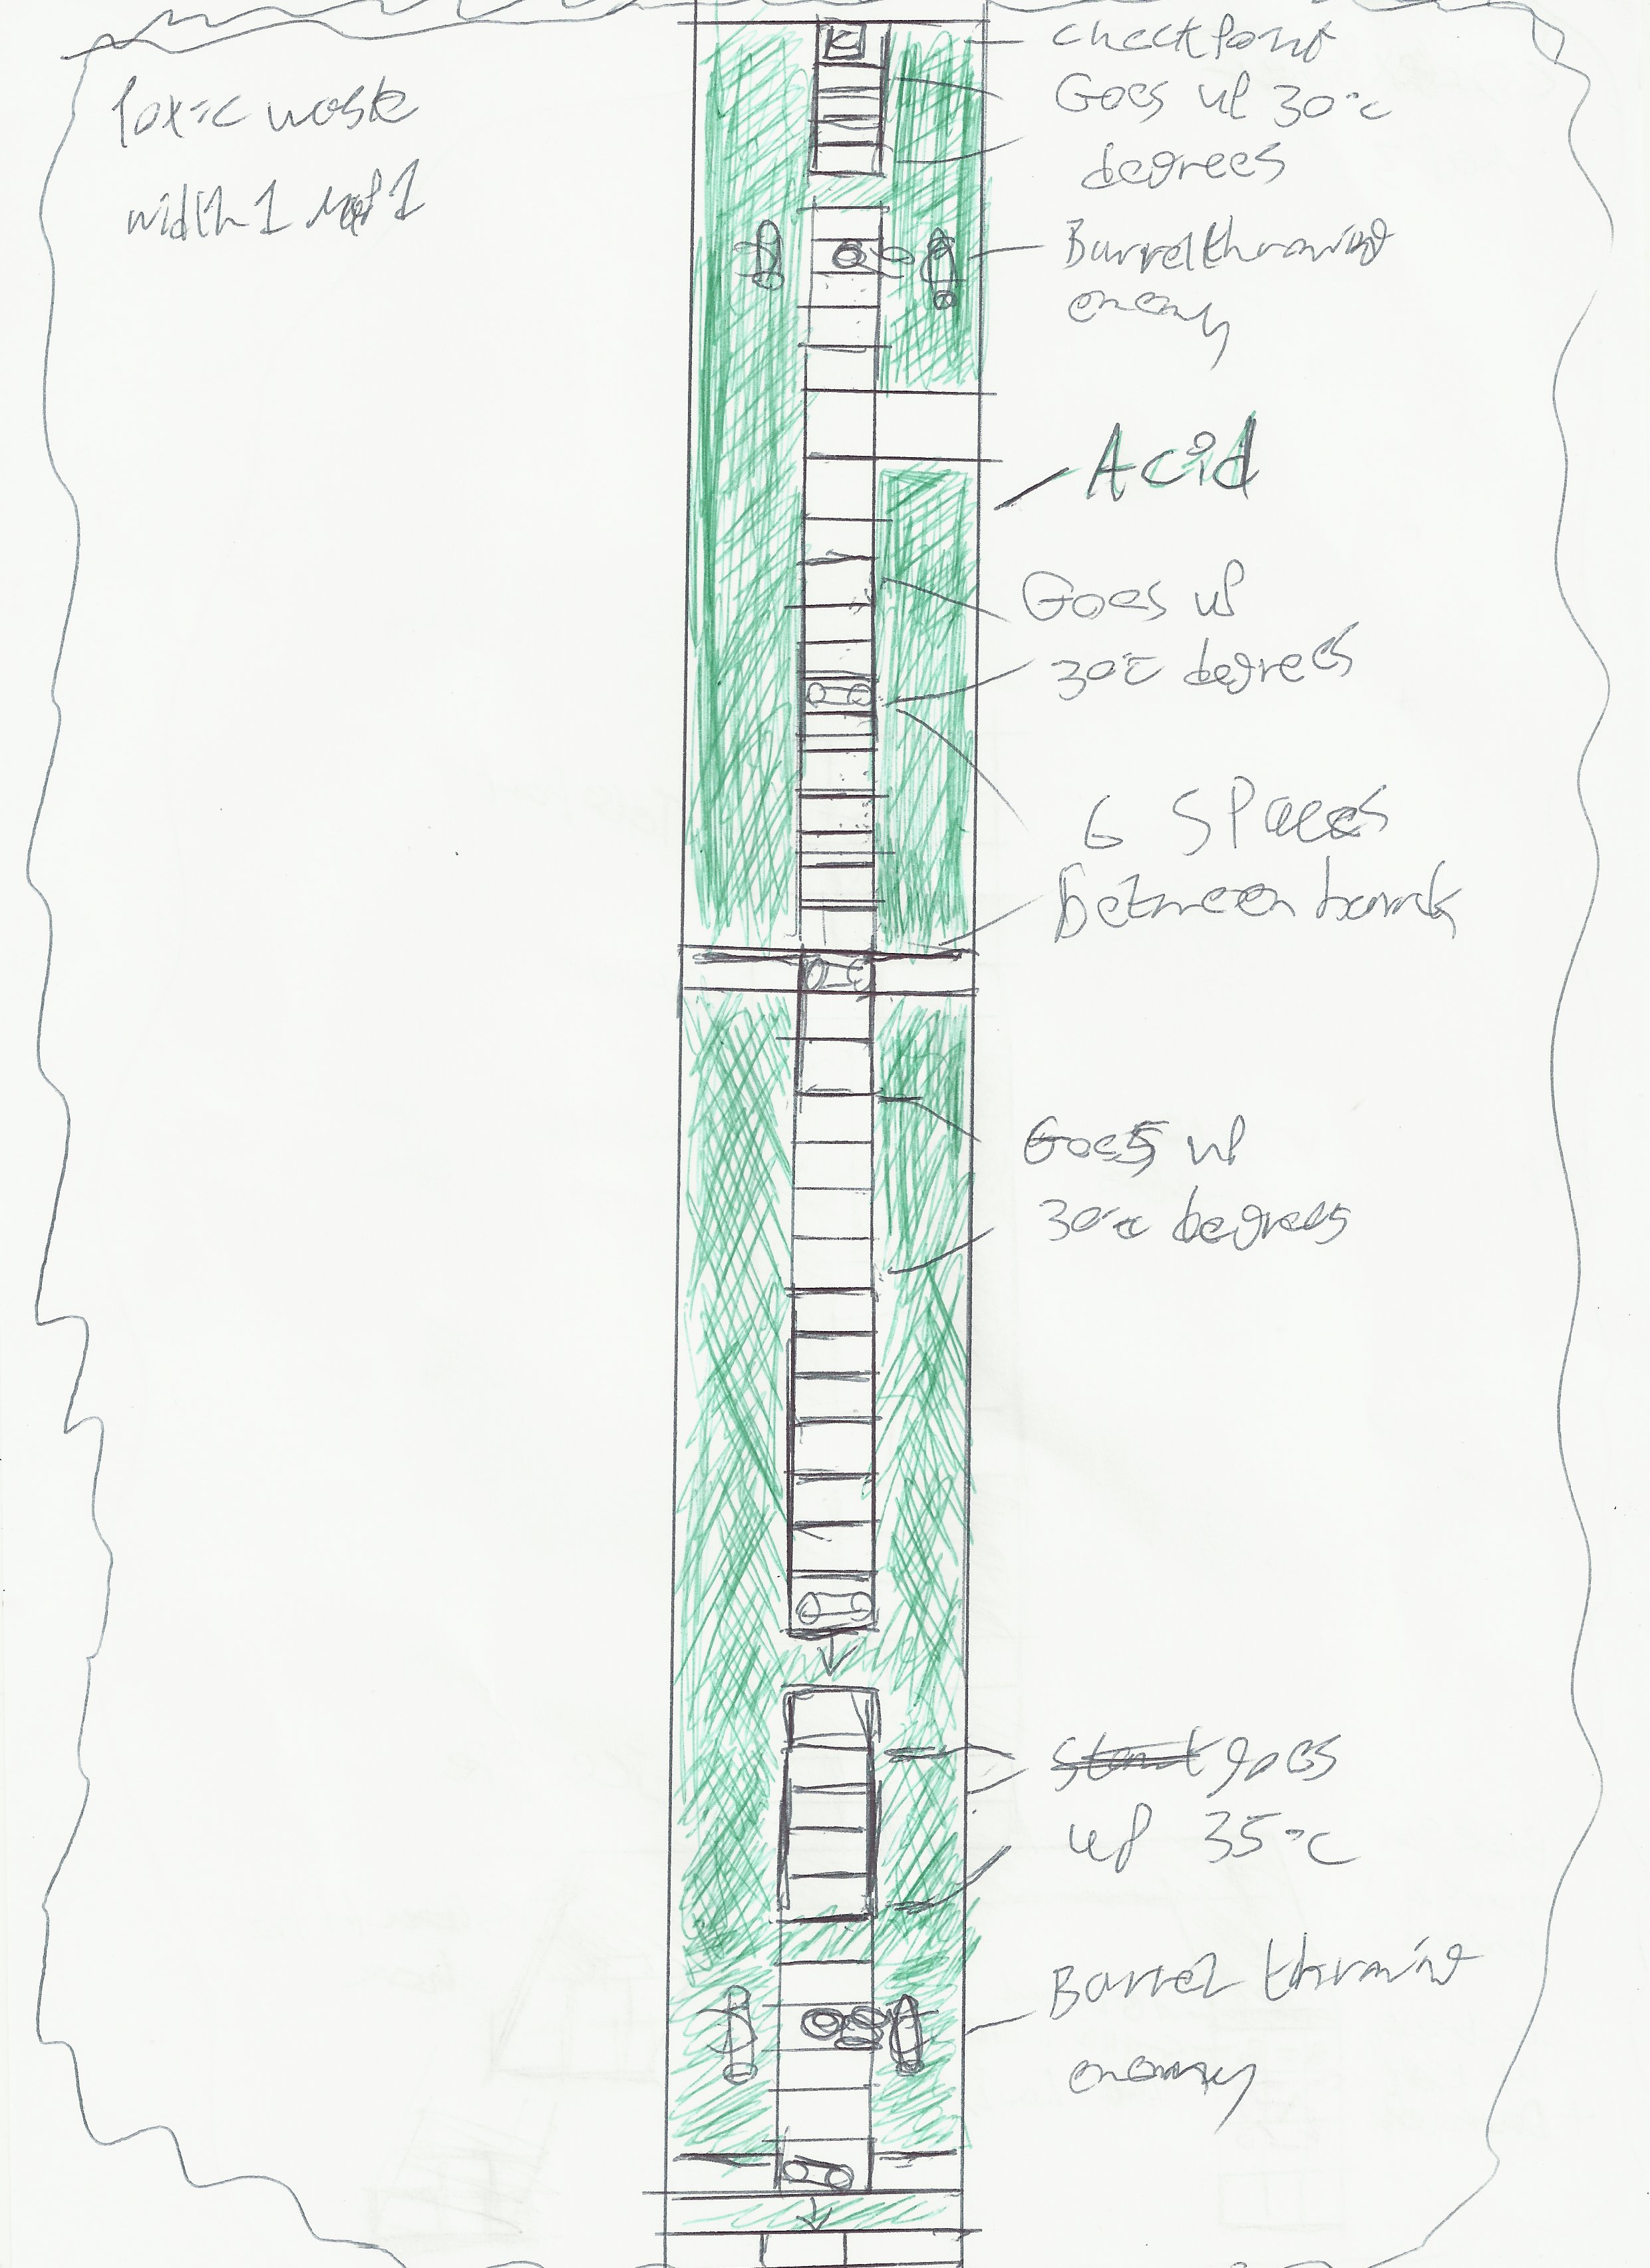 Toxic waste
width 1 Map 1
checkpoint
Goes up 30°c
degrees
Barrel throwing
enemy
Acid
Goes up
30°c degrees
6 spaces
Between barrels
Goes up
30°c degrees
Start goes
up 35°c
Barrel throwing
enemy